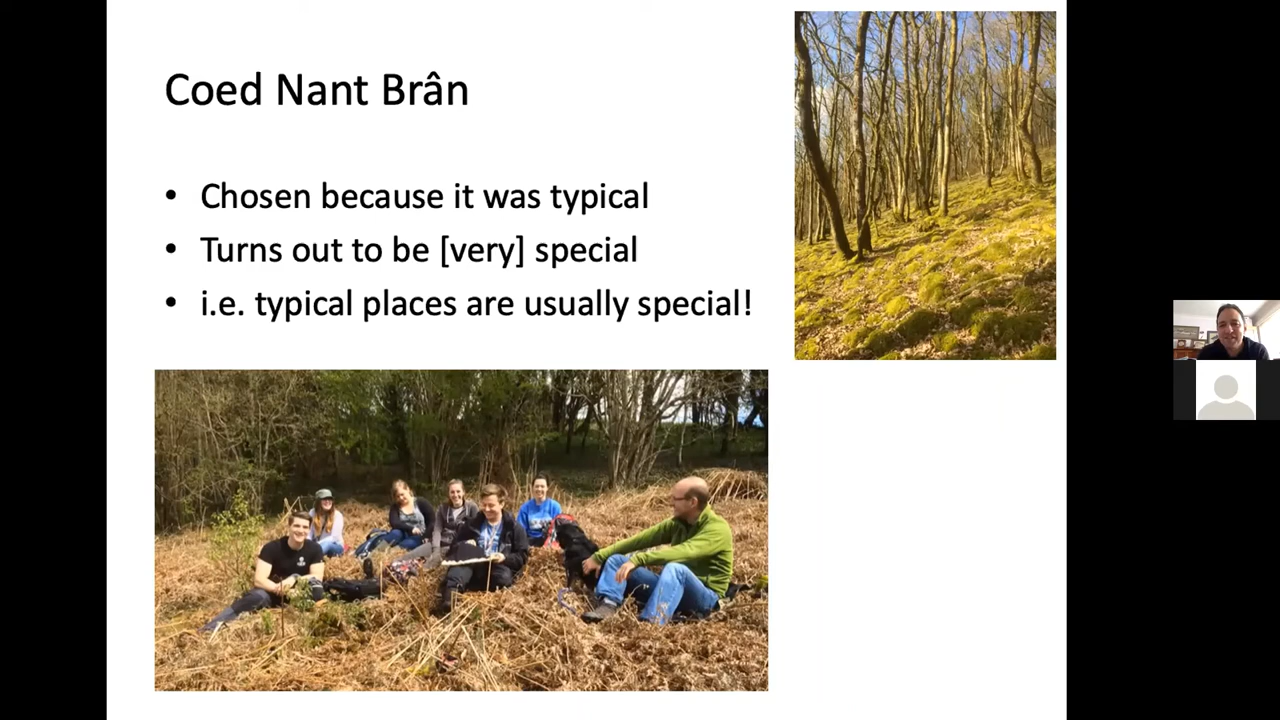 Coed Nant Brân
• Chosen because it was typical
• Turns out to be [very] special
• i.e. typical places are usually special!